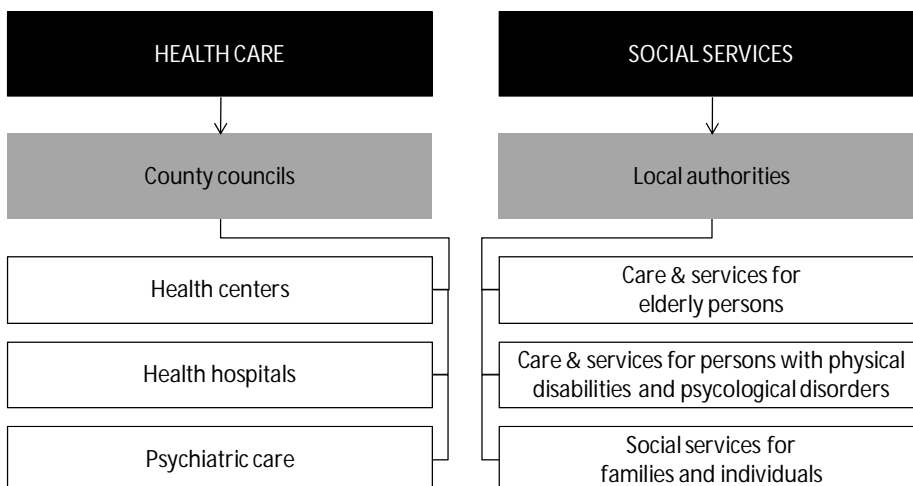 HEALTH CARE
SOCIAL SERVICES
County councils
Local authorities
Health centers
Care & services for
elderly persons
Health hospitals
Care & services for persons with physical
disabilities and psycological disorders
Psychiatric care
Social services for
families and individuals